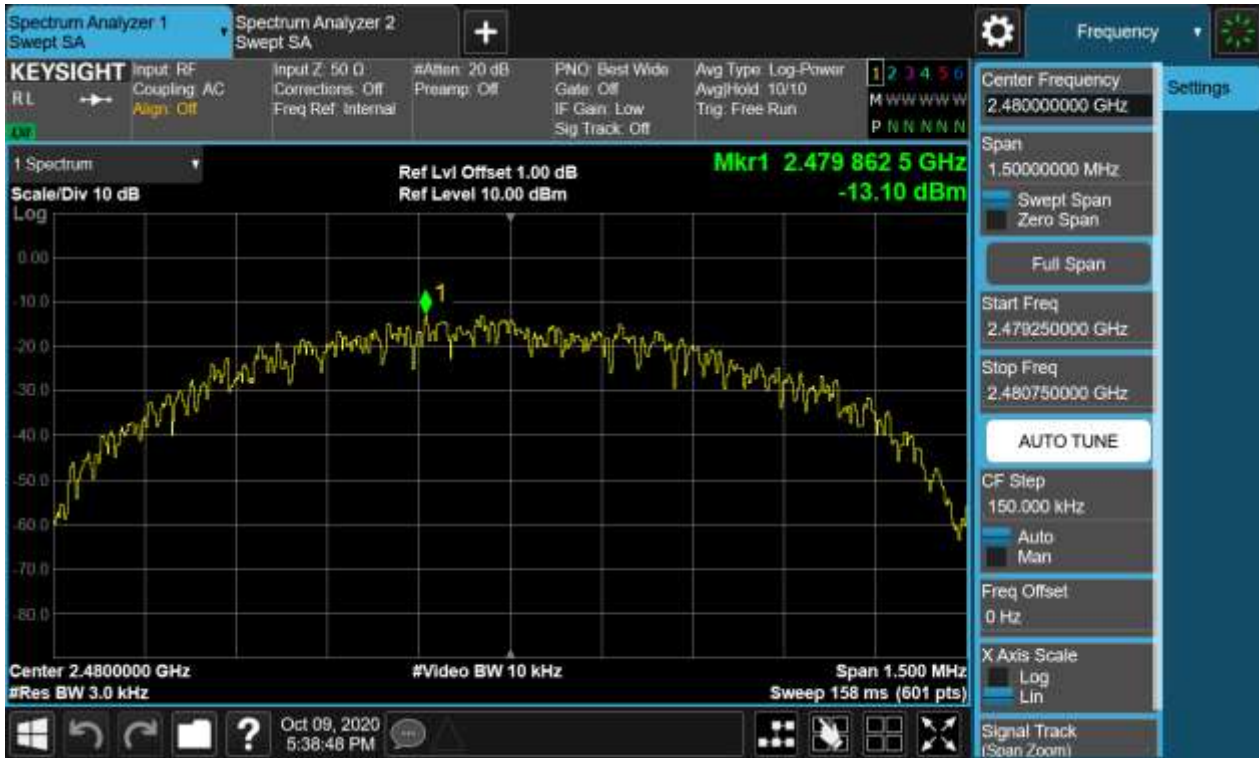 Spectrum Analyzer 1
Swept SA
Spectrum Analyzer 2
Swept SA
Frequency
KEYSIGHT
RL
Input: RF
Coupling: AC
Align: Off
Input Z: 50 Ω
Corrections: Off
Freq Ref: Internal
#Atten: 20 dB
Preamp: Off
PNO: Best Wide
Gate: Off
IF Gain: Low
Sig Track: Off
Avg Type: Log-Power
Avg|Hold: 10/10
Trig: Free Run
1 2 3 4 5 6
M W W W W W
P N N N N N
1 Spectrum
Scale/Div 10 dB
Ref Lvl Offset 1.00 dB
Ref Level 10.00 dBm
Mkr1 2.479 862 5 GHz
-13.10 dBm
Log
0.00
-10.0
-20.0
-30.0
-40.0
-50.0
-60.0
-70.0
-80.0
1
Center 2.4800000 GHz
#Video BW 10 kHz
Span 1.500 MHz
#Res BW 3.0 kHz
Sweep 158 ms (601 pts)
Center Frequency
2.480000000 GHz
Settings
Span
1.50000000 MHz
Swept Span
Zero Span
Full Span
Start Freq
2.479250000 GHz
Stop Freq
2.480750000 GHz
AUTO TUNE
CF Step
150.000 kHz
Auto
Man
Freq Offset
0 Hz
X Axis Scale
Log
Lin
Signal Track
(Span Zoom)
?
Oct 09, 2020
5:38:48 PM